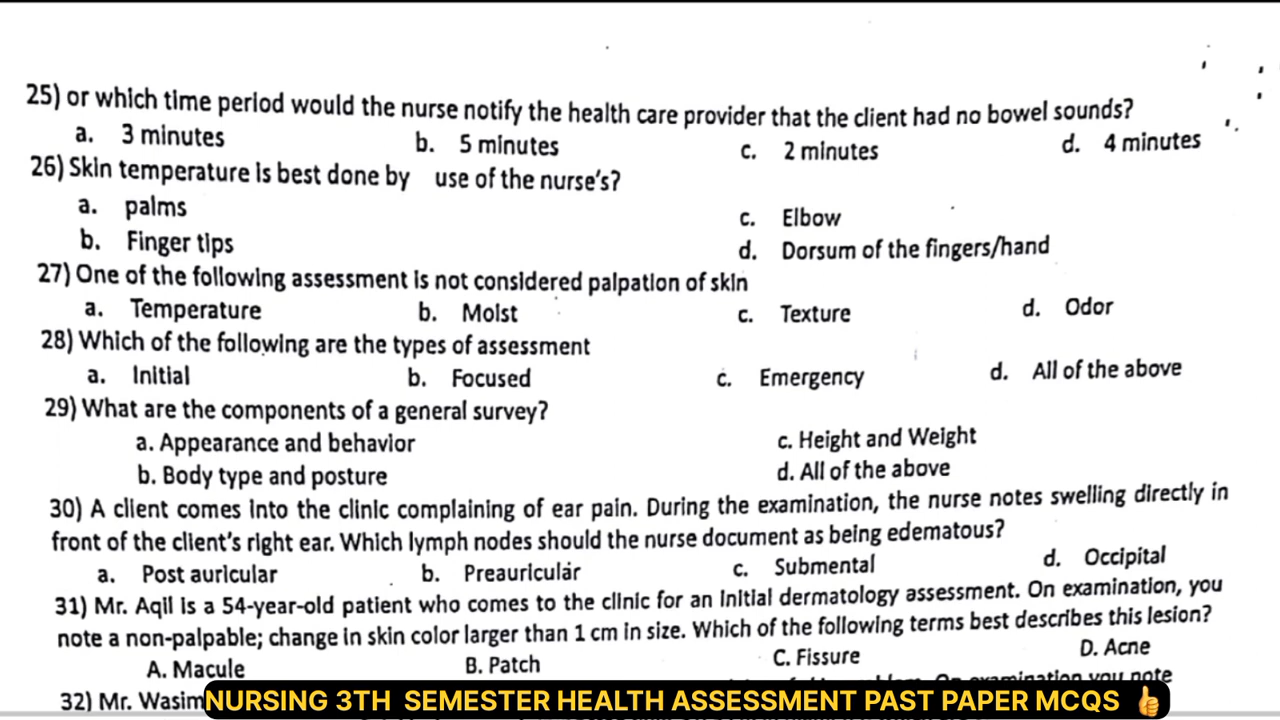 25) or which time period would the nurse notify the health care provider that the client had no bowel sounds?
a. 3 minutes b. 5 minutes c. 2 minutes d. 4 minutes
26) Skin temperature is best done by use of the nurse's?
a. palms c. Elbow
b. Finger tips d. Dorsum of the fingers/hand
27) One of the following assessment is not considered palpation of skin
a. Temperature b. Moist c. Texture d. Odor
28) Which of the following are the types of assessment
a. Initial b. Focused c. Emergency d. All of the above
29) What are the components of a general survey?
a. Appearance and behavior c. Height and Weight
b. Body type and posture d. All of the above
30) A client comes into the clinic complaining of ear pain. During the examination, the nurse notes swelling directly in
front of the client's right ear. Which lymph nodes should the nurse document as being edematous?
a. Post auricular b. Preauricular c. Submental d. Occipital
31) Mr. Aqil is a 54-year-old patient who comes to the clinic for an initial dermatology assessment. On examination, you
note a non-palpable; change in skin color larger than 1 cm in size. Which of the following terms best describes this lesion?
A. Macule B. Patch C. Fissure D. Acne
32) Mr. Wasim
NURSING 3TH SEMESTER HEALTH ASSESSMENT PAST PAPER MCQS 👍